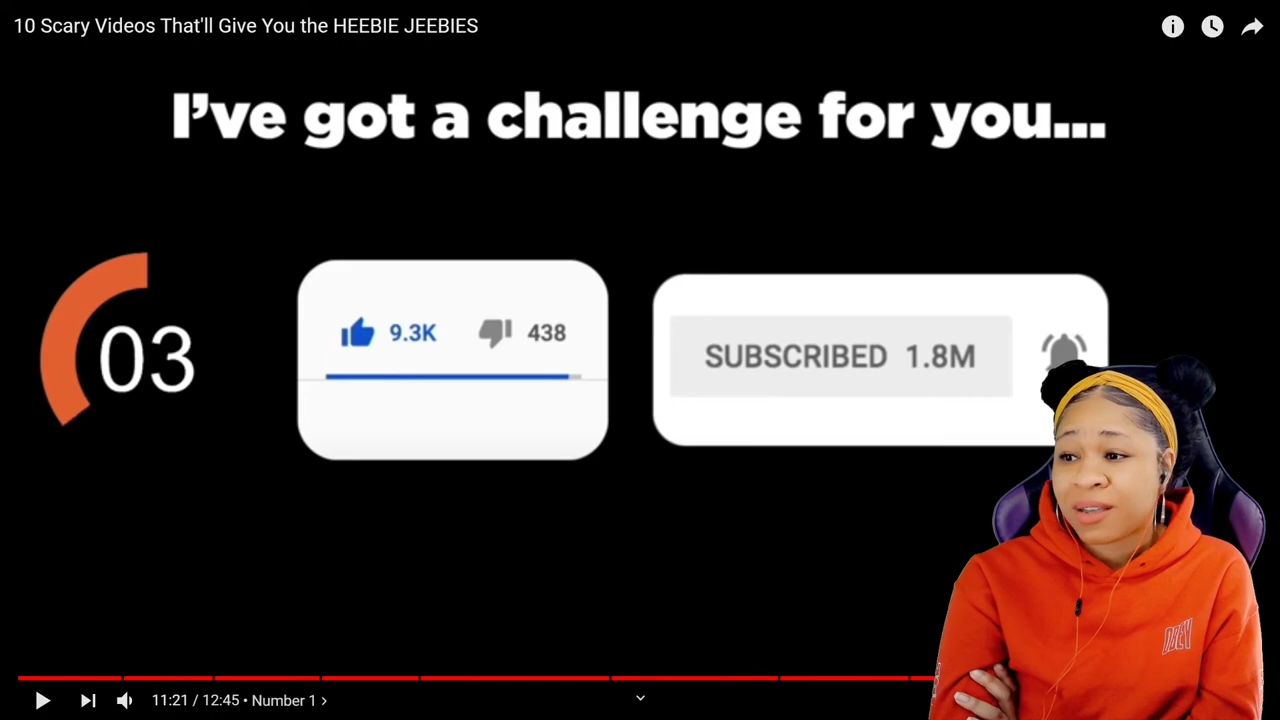 10 Scary Videos That'll Give You the HEEBIE JEEBIES
I've got a challenge for you...
03
9.3K 438
SUBSCRIBED 1.8M
OBEY
11:21 / 12:45 • Number 1 >